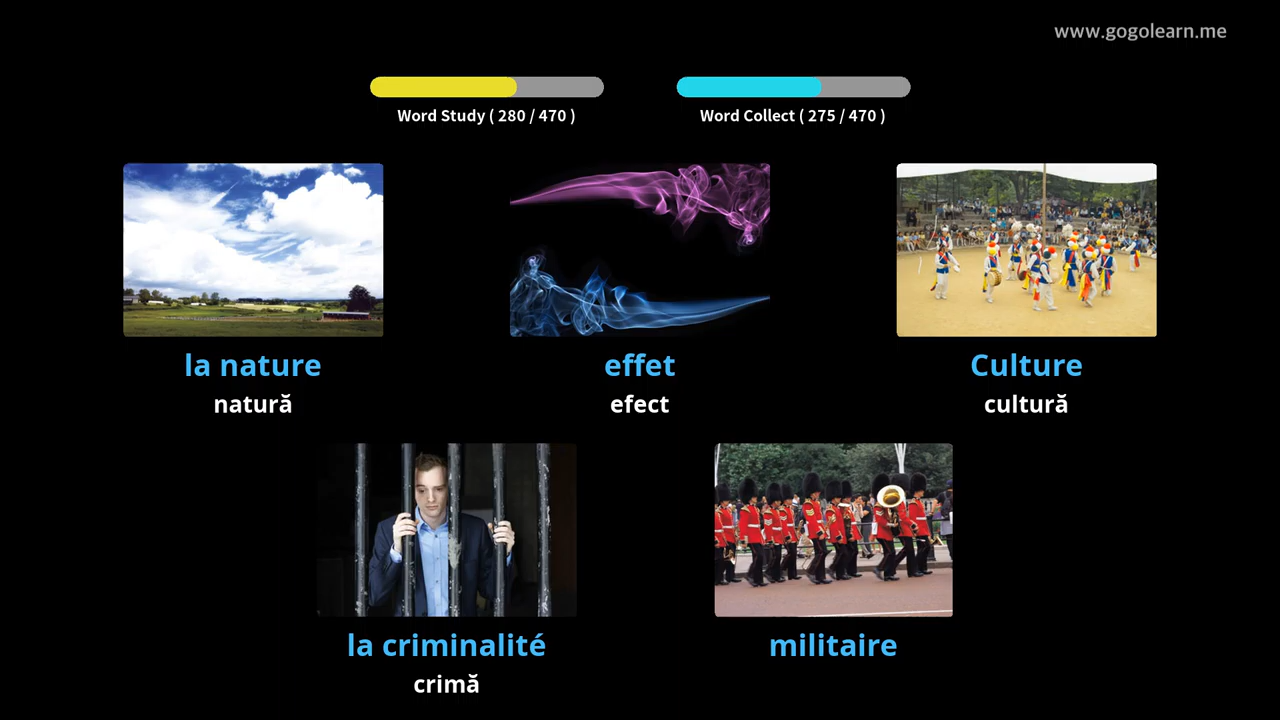 www.gogolearn.me
Word Study ( 280 / 470 )
Word Collect ( 275 / 470 )
la nature
natură
effet
efect
Culture
cultură
la criminalité
crimă
militaire